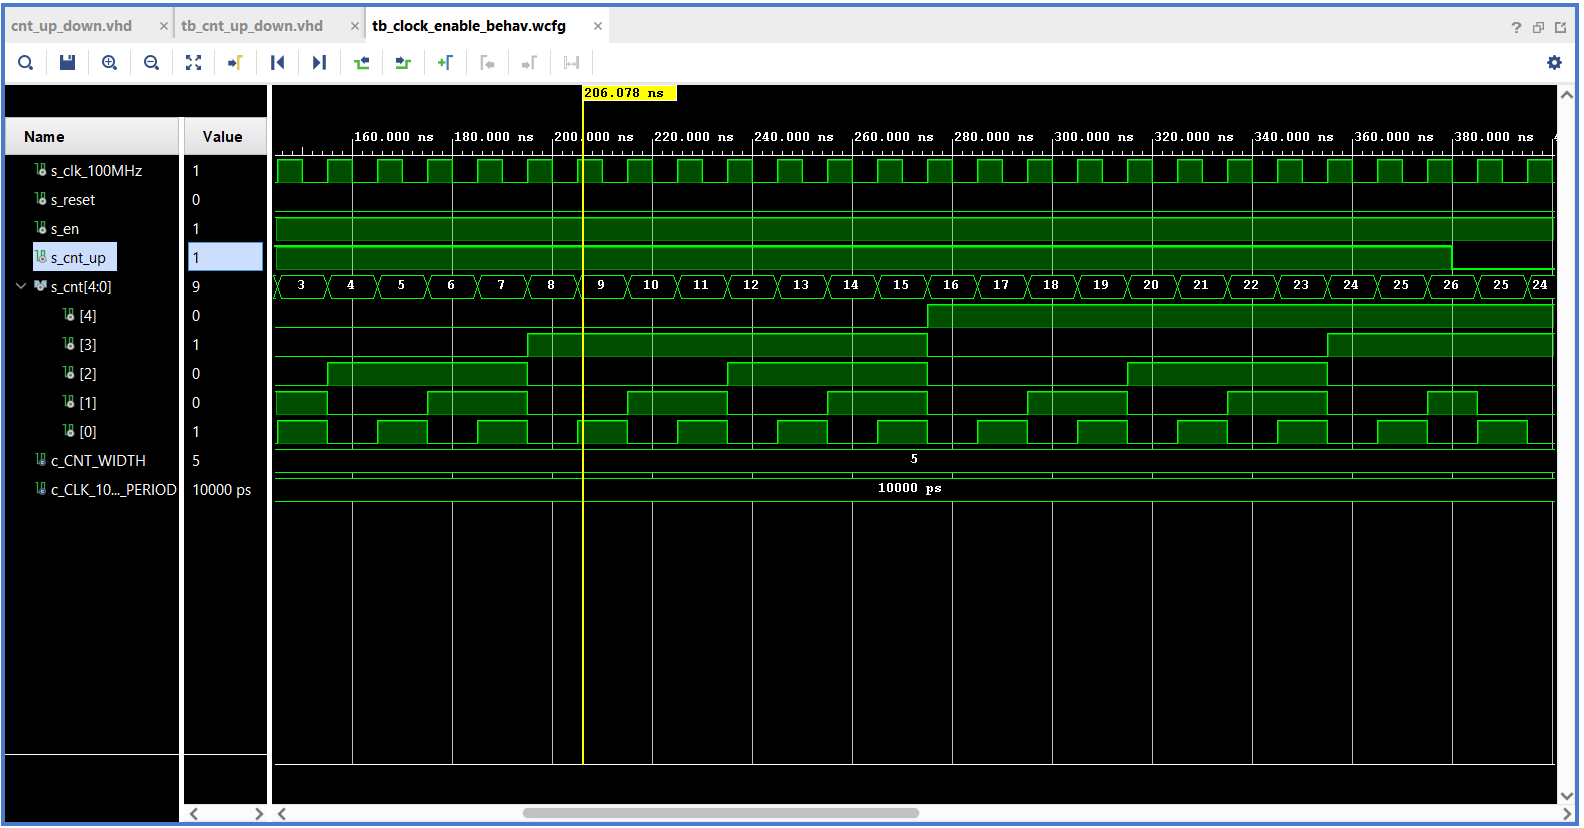 cnt_up_down.vhd × tb_cnt_up_down.vhd × tb_clock_enable_behav.wcfg × ?
206.078 ns
Name Value 160.000 ns 180.000 ns 200.000 ns 220.000 ns 240.000 ns 260.000 ns 280.000 ns 300.000 ns 320.000 ns 340.000 ns 360.000 ns 380.000 ns
s_clk_100MHz 1
s_reset 0
s_en 1
s_cnt_up 1
s_cnt[4:0] 9 3 4 5 6 7 8 9 10 11 12 13 14 15 16 17 18 19 20 21 22 23 24 25 26 25 24
[4] 0
[3] 1
[2] 0
[1] 0
[0] 1
c_CNT_WIDTH 5 5
c_CLK_10..._PERIOD 10000 ps 10000 ps